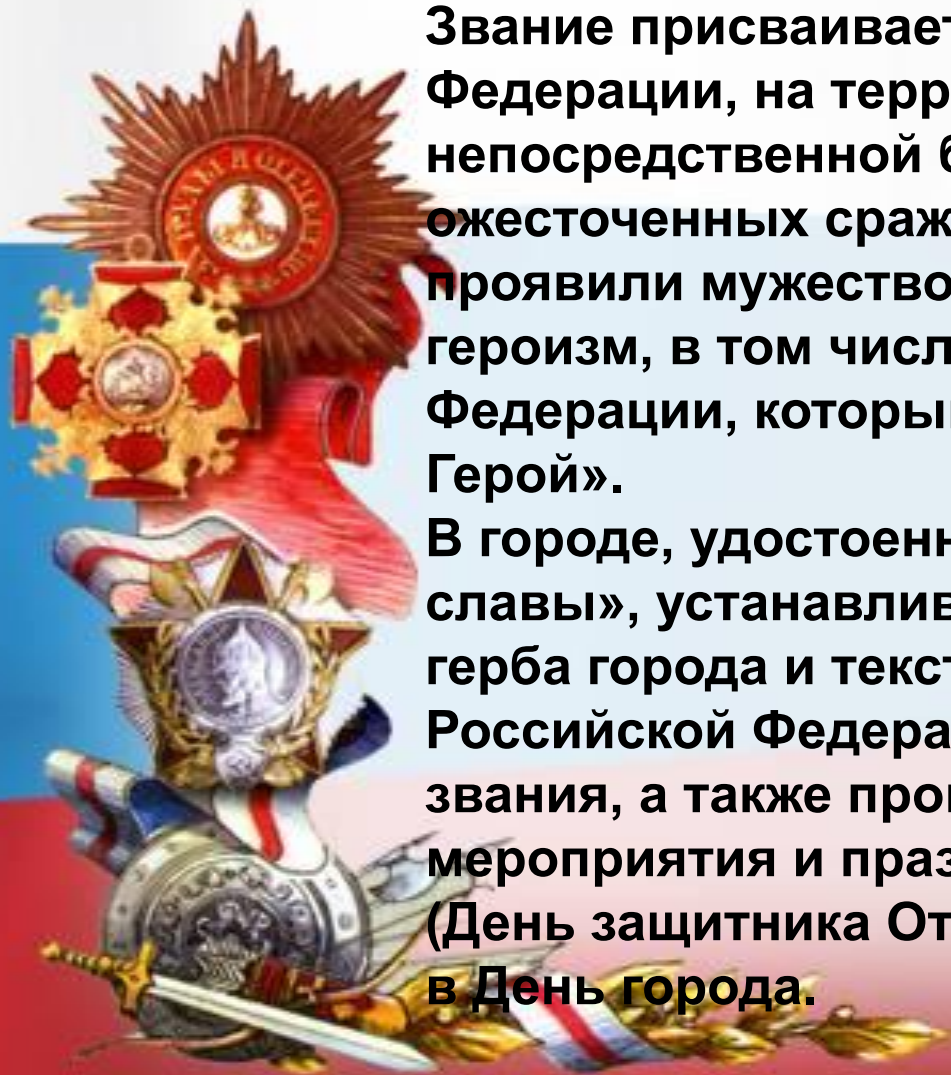 Звание присваивает
Федерации, на терр
непосредственной б
ожесточенных сраж
проявили мужество
героизм, в том числ
Федерации, которы
Герой».
В городе, удостоенн
славы», устанавлив
герба города и текст
Российской Федера
звания, а также про
мероприятия и праз
(День защитника От
в День города.